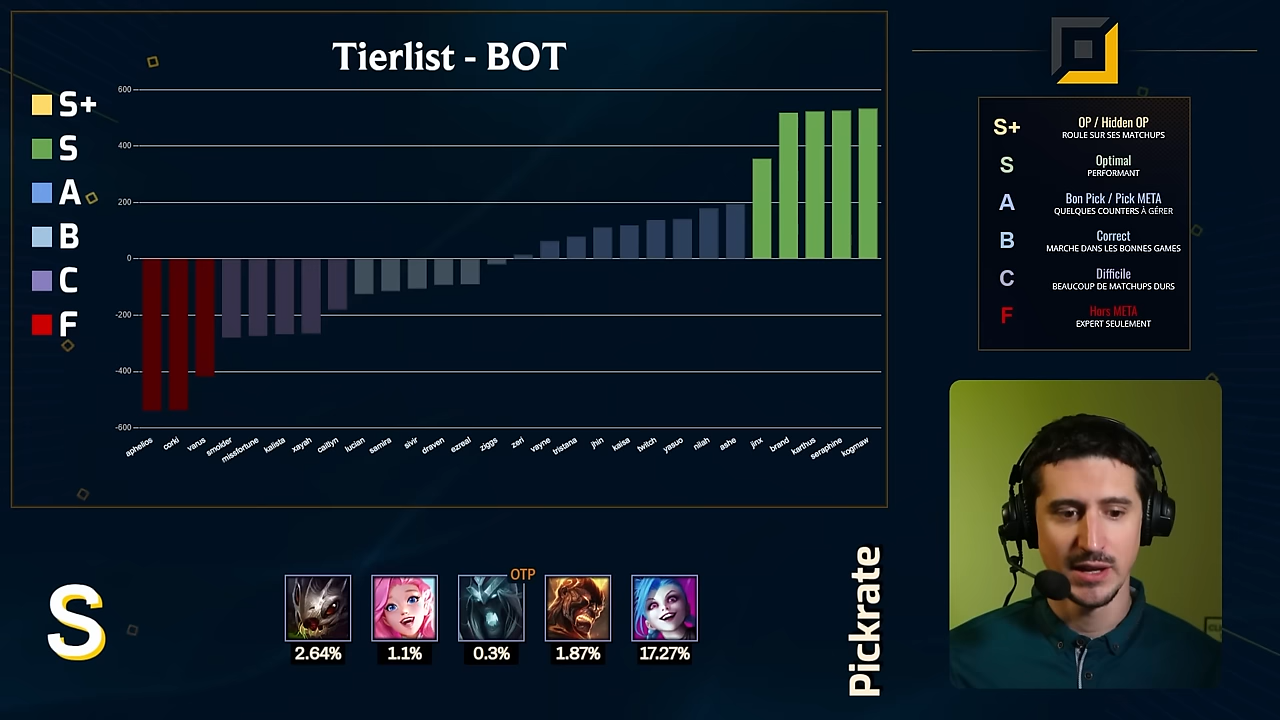 Tierlist - BOT
S+
S
A
B
C
F
600
400
200
0
-200
-400
-600
aphelios
corki
varus
smolder
missfortune
kalista
xayah
caitlyn
lucian
samira
sivir
draven
ezreal
ziggs
zeri
vayne
tristana
jhin
kaisa
twitch
yasuo
nilah
ashe
jinx
brand
karthus
seraphine
kogmaw
S+ OP / Hidden OP
ROULE SUR SES MATCHUPS
S Optimal
PERFORMANT
A Bon Pick / Pick META
QUELQUES COUNTERS À GÉRER
B Correct
MARCHE DANS LES BONNES GAMES
C Difficile
BEAUCOUP DE MATCHUPS DURS
F Hors META
EXPERT SEULEMENT
S
OTP
2.64% 1.1% 0.3% 1.87% 17.27%
Pickrate